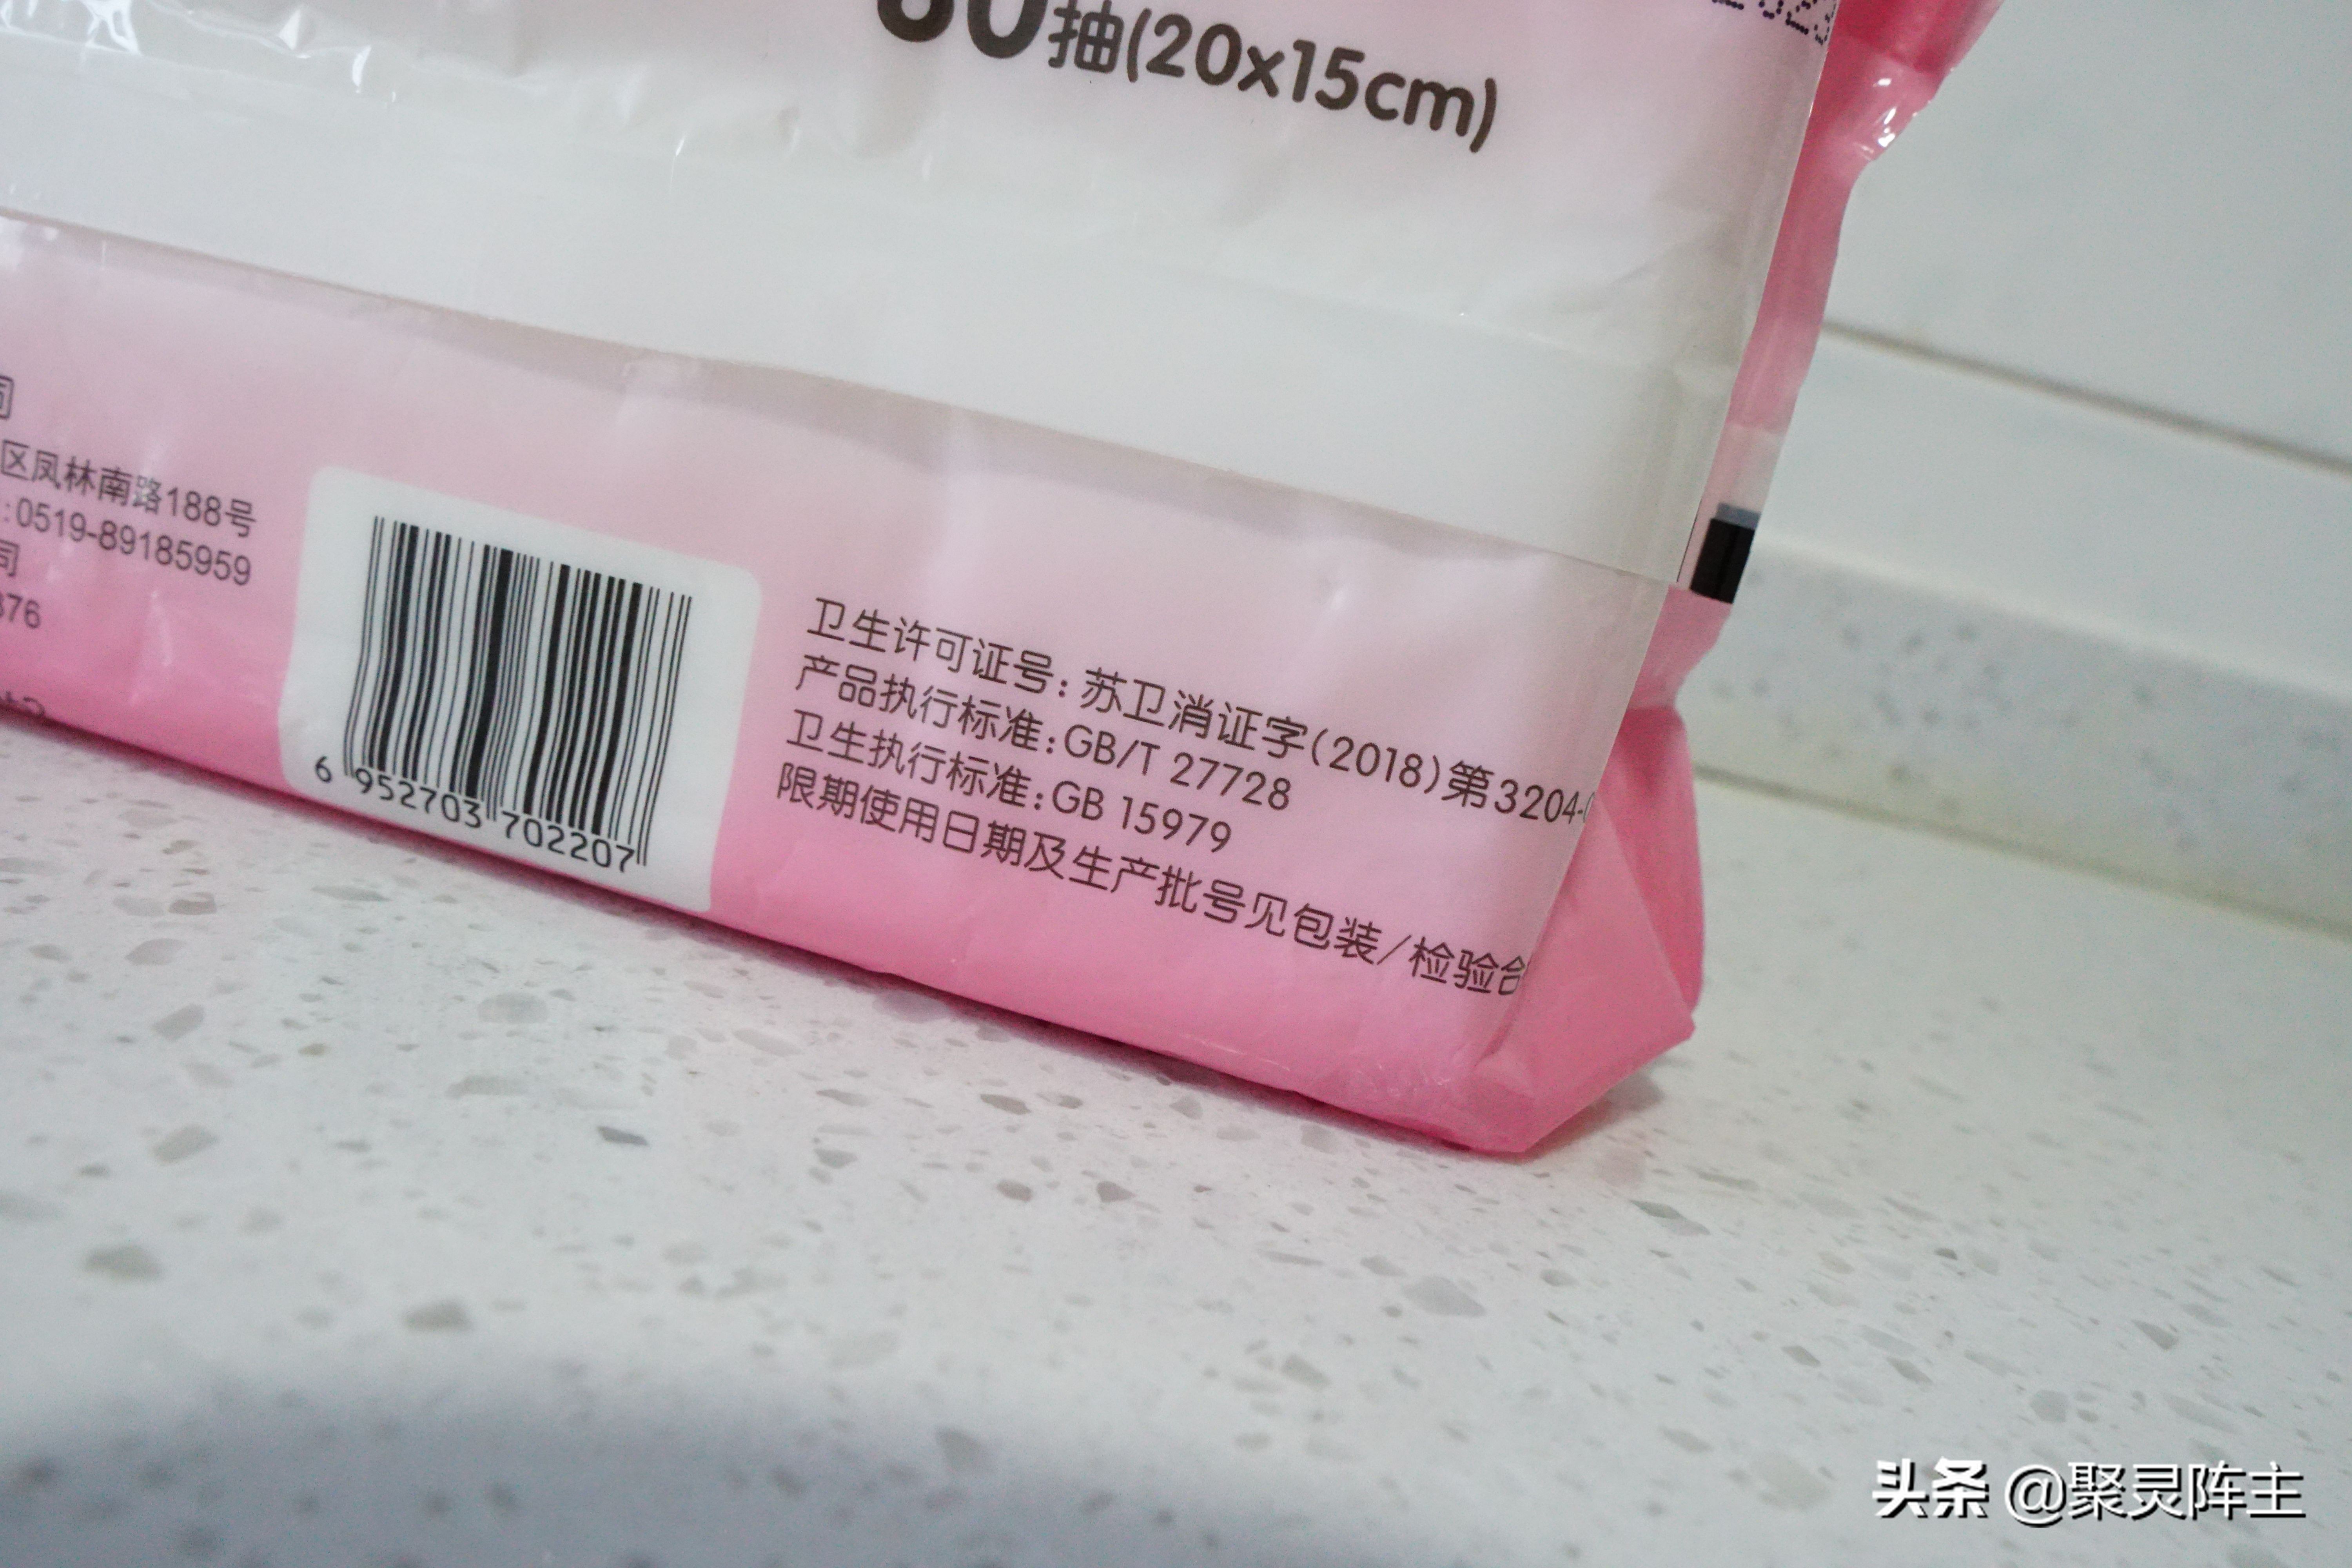 抽(20x15cm)
区凤林南路188号
:0519-89185959
司
376
6 952703 702207
卫生许可证号：苏卫消证字(2018)第3204-
产品执行标准：GB/T 27728
卫生执行标准：GB 15979
限期使用日期及生产批号见包装/检验合
头条 @聚灵阵主